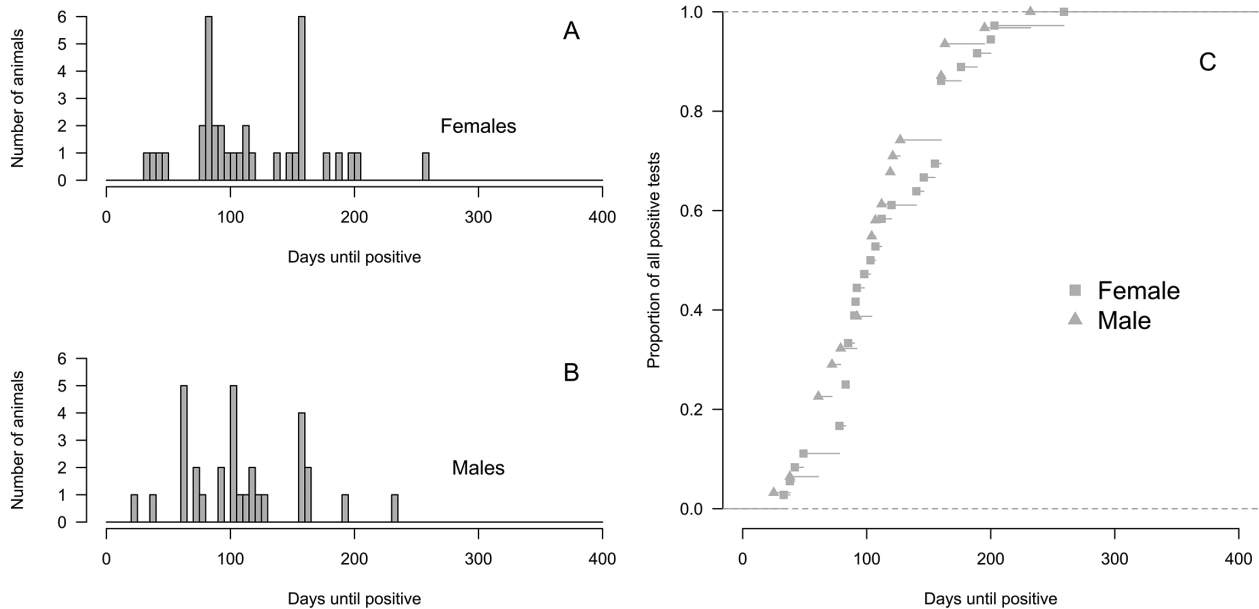 A
Number of animals
6
5
4
3
2
1
0
Females
0 100 200 300 400
Days until positive
B
Number of animals
6
5
4
3
2
1
0
Males
0 100 200 300 400
Days until positive
C
Proportion of all positive tests
1.0
0.8
0.6
0.4
0.2
0.0
Female
Male
0 100 200 300 400
Days until positive